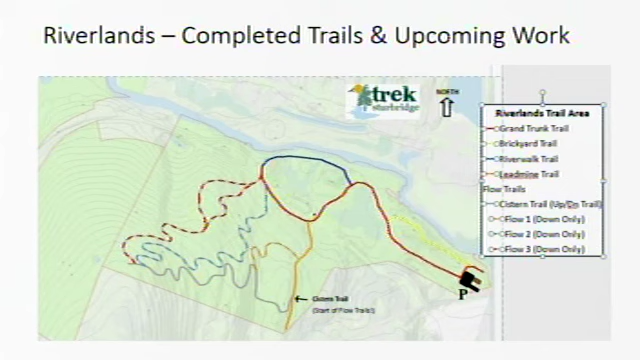 Riverlands – Completed Trails & Upcoming Work
trek
sturbridge
NORTH
Riverlands Trail Area
Grand Trunk Trail
Brickyard Trail
Riverwalk Trail
Leadmine Trail
Flow Trails
Cistern Trail (Up/Dn Trail)
Flow 1 (Down Only)
Flow 2 (Down Only)
Flow 3 (Down Only)
P
Cistern Trail
(Start of Flow Trails)